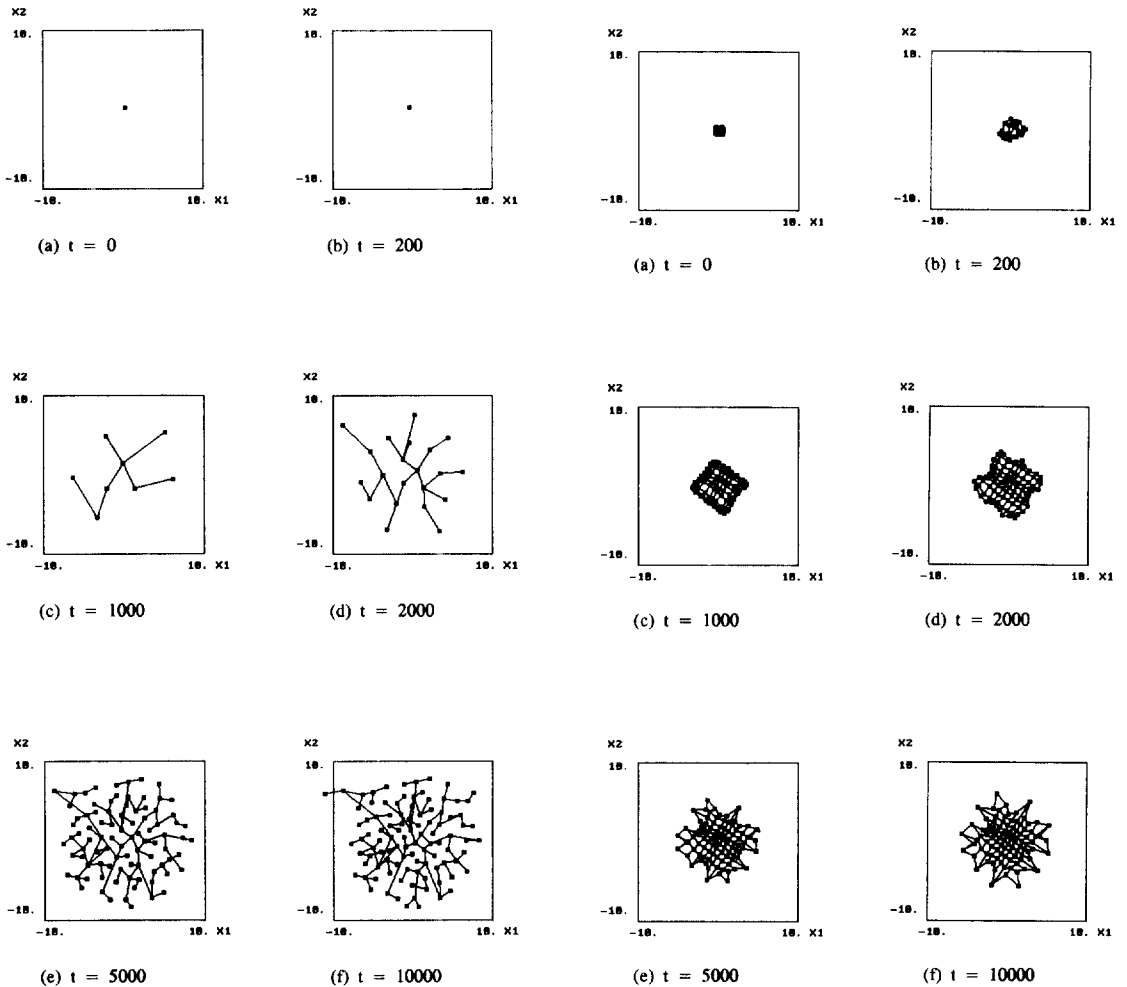 X2
10.
-10.
-10. 10. X1
(a) t = 0
X2
10.
-10.
-10. 10. X1
(b) t = 200
X2
10.
-10.
-10. 10. X1
(c) t = 1000
X2
10.
-10.
-10. 10. X1
(d) t = 2000
X2
10.
-10.
-10. 10. X1
(e) t = 5000
X2
10.
-10.
-10. 10. X1
(f) t = 10000
X2
10.
-10.
-10. 10. X1
(a) t = 0
X2
10.
-10.
-10. 10. X1
(b) t = 200
X2
10.
-10.
-10. 10. X1
(c) t = 1000
X2
10.
-10.
-10. 10. X1
(d) t = 2000
X2
10.
-10.
-10. 10. X1
(e) t = 5000
X2
10.
-10.
-10. 10. X1
(f) t = 10000